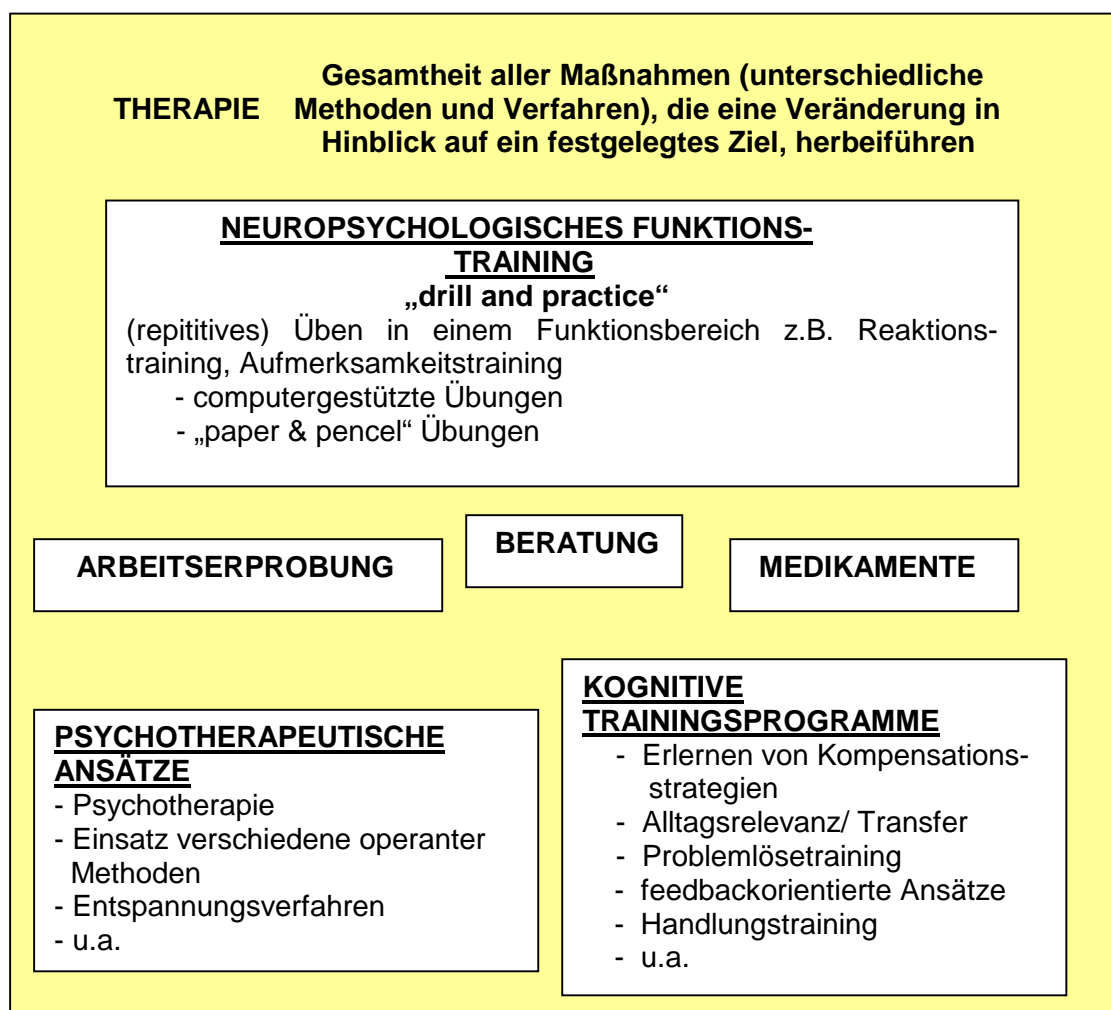 Gesamtheit aller Maßnahmen (unterschiedliche
THERAPIE Methoden und Verfahren), die eine Veränderung in
Hinblick auf ein festgelegtes Ziel, herbeiführen
NEUROPSYCHOLOGISCHES FUNKTIONS-
TRAINING
„drill and practice“
(repititives) Üben in einem Funktionsbereich z.B. Reaktions-
training, Aufmerksamkeitstraining
- computergestützte Übungen
- „paper & pencel“ Übungen
ARBEITSERPROBUNG
BERATUNG
MEDIKAMENTE
PSYCHOTHERAPEUTISCHE
ANSÄTZE
- Psychotherapie
- Einsatz verschiedene operanter
Methoden
- Entspannungsverfahren
- u.a.
KOGNITIVE
TRAININGSPROGRAMME
- Erlernen von Kompensations-
strategien
- Alltagsrelevanz/ Transfer
- Problemlösetraining
- feedbackorientierte Ansätze
- Handlungstraining
- u.a.